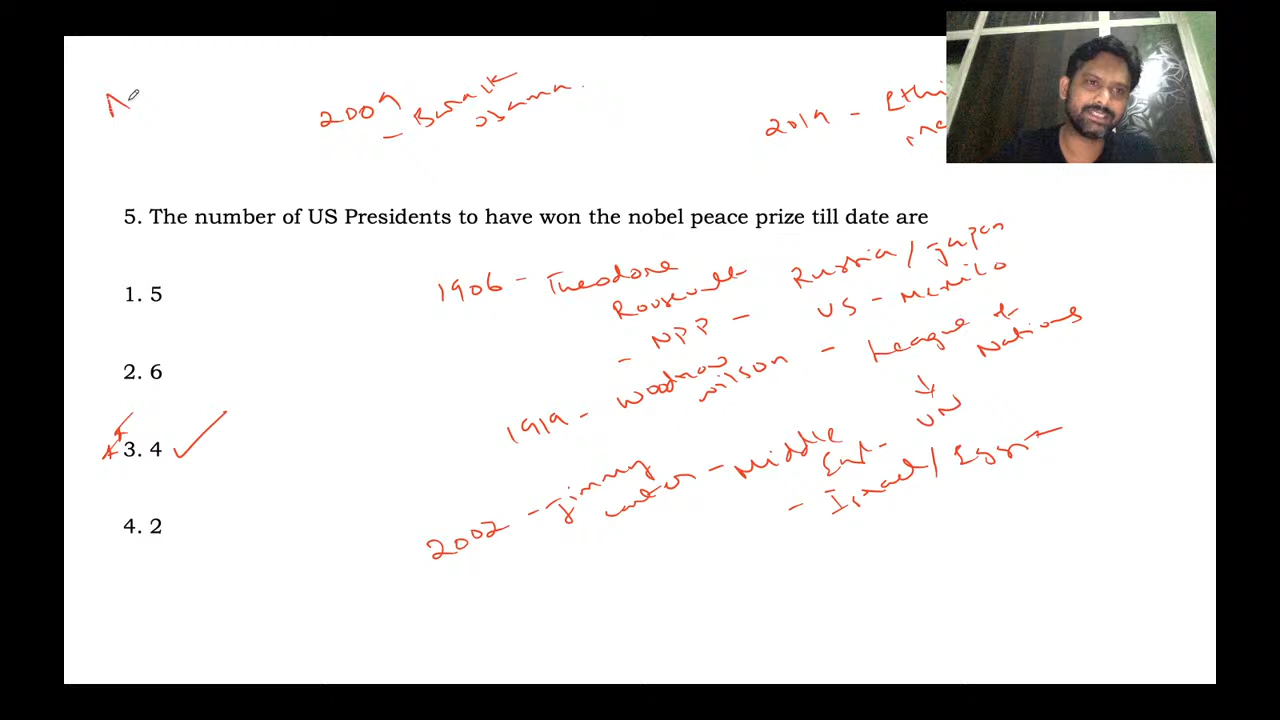 2009 - Barack
Obama.
2019 - Ethi
5. The number of US Presidents to have won the nobel peace prize till date are
1906 - Theodore
Roosevelt
Russia / Japan
- NPP -
US - Mexico
1. 5
1919 - Woodrow
Wilson - League of
Nations
↓
UN
2. 6
3. 4 ✓
2002 - Jimmy
Carter - Middle
East -
- Israel / Egypt
4. 2